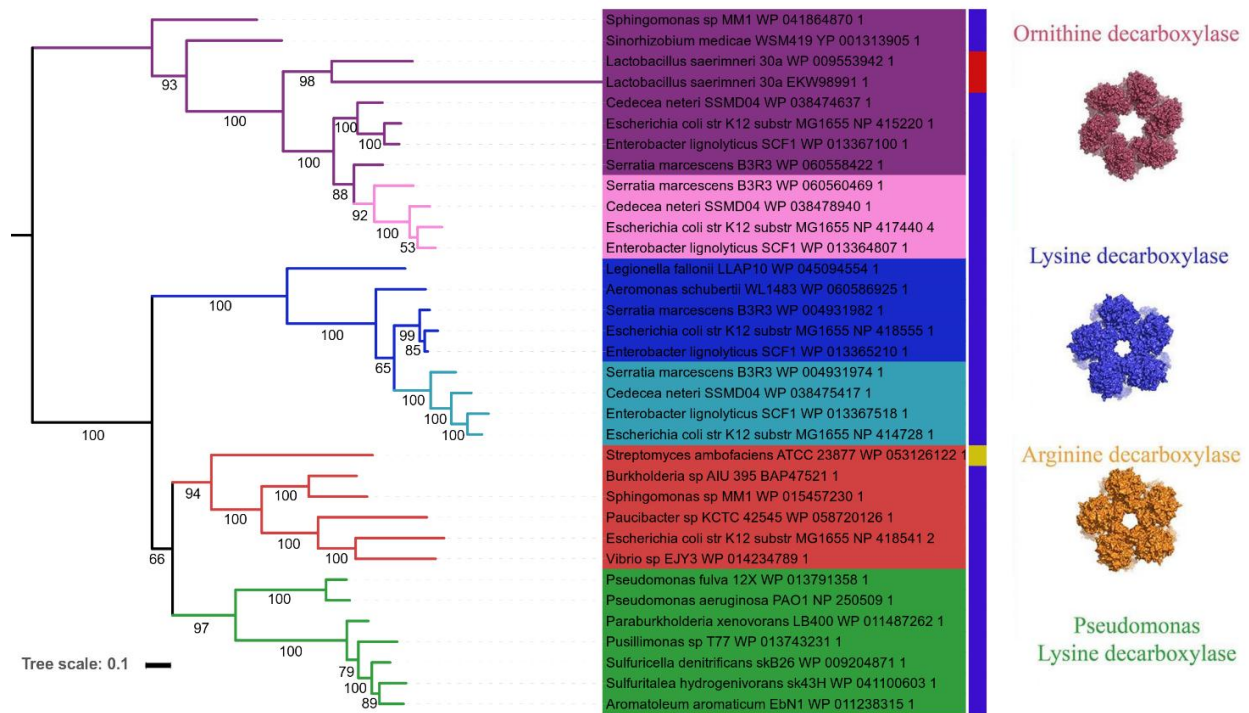 Sphingomonas sp MM1 WP 041864870 1
Sinorhizobium medicae WSM419 YP 001313905 1
Lactobacillus saerimneri 30a WP 009553942 1
Lactobacillus saerimneri 30a EKW98991 1
Cedecea neteri SSMD04 WP 038474637 1
Escherichia coli str K12 substr MG1655 NP 415220 1
Enterobacter lignolyticus SCF1 WP 013367100 1
Serratia marcescens B3R3 WP 060558422 1
Serratia marcescens B3R3 WP 060560469 1
Cedecea neteri SSMD04 WP 038478940 1
Escherichia coli str K12 substr MG1655 NP 417440 4
Enterobacter lignolyticus SCF1 WP 013364807 1
Legionella fallonii LLAP10 WP 045094554 1
Aeromonas schubertii WL1483 WP 060586925 1
Serratia marcescens B3R3 WP 004931982 1
Escherichia coli str K12 substr MG1655 NP 418555 1
Enterobacter lignolyticus SCF1 WP 013365210 1
Serratia marcescens B3R3 WP 004931974 1
Cedecea neteri SSMD04 WP 038475417 1
Enterobacter lignolyticus SCF1 WP 013367518 1
Escherichia coli str K12 substr MG1655 NP 414728 1
Streptomyces ambofaciens ATCC 23877 WP 053126122 1
Burkholderia sp AIU 395 BAP47521 1
Sphingomonas sp MM1 WP 015457230 1
Paucibacter sp KCTC 42545 WP 058720126 1
Escherichia coli str K12 substr MG1655 NP 418541 2
Vibrio sp EJY3 WP 014234789 1
Pseudomonas fulva 12X WP 013791358 1
Pseudomonas aeruginosa PAO1 NP 250509 1
Paraburkholderia xenovorans LB400 WP 011487262 1
Pusillimonas sp T77 WP 013743231 1
Sulfuricella denitrificans skB26 WP 009204871 1
Sulfuritalea hydrogenivorans sk43H WP 041100603 1
Aromatoleum aromaticum EbN1 WP 011238315 1
93
98
100
100
100
100
88
92
100
53
100
100
99
85
65
100
100
100
100
94
100
100
100
100
66
100
97
100
79
100
89
Tree scale: 0.1
Ornithine decarboxylase
Lysine decarboxylase
Arginine decarboxylase
Pseudomonas
Lysine decarboxylase